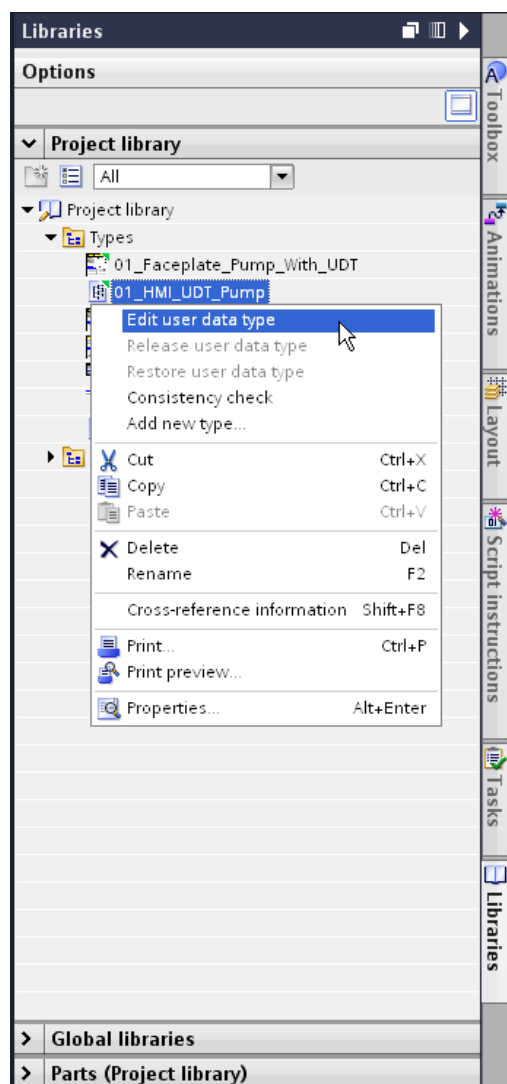 Libraries
Options
Project library
All
Project library
Types
01_Faceplate_Pump_With_UDT
01_HMI_UDT_Pump
Edit user data type
Release user data type
Restore user data type
Consistency check
Add new type...
Cut Ctrl+X
Copy Ctrl+C
Paste Ctrl+V
Delete Del
Rename F2
Cross-reference information Shift+F8
Print... Ctrl+P
Print preview...
Properties... Alt+Enter
Global libraries
Parts (Project library)
Toolbox
Animations
Layout
Script instructions
Tasks
Libraries